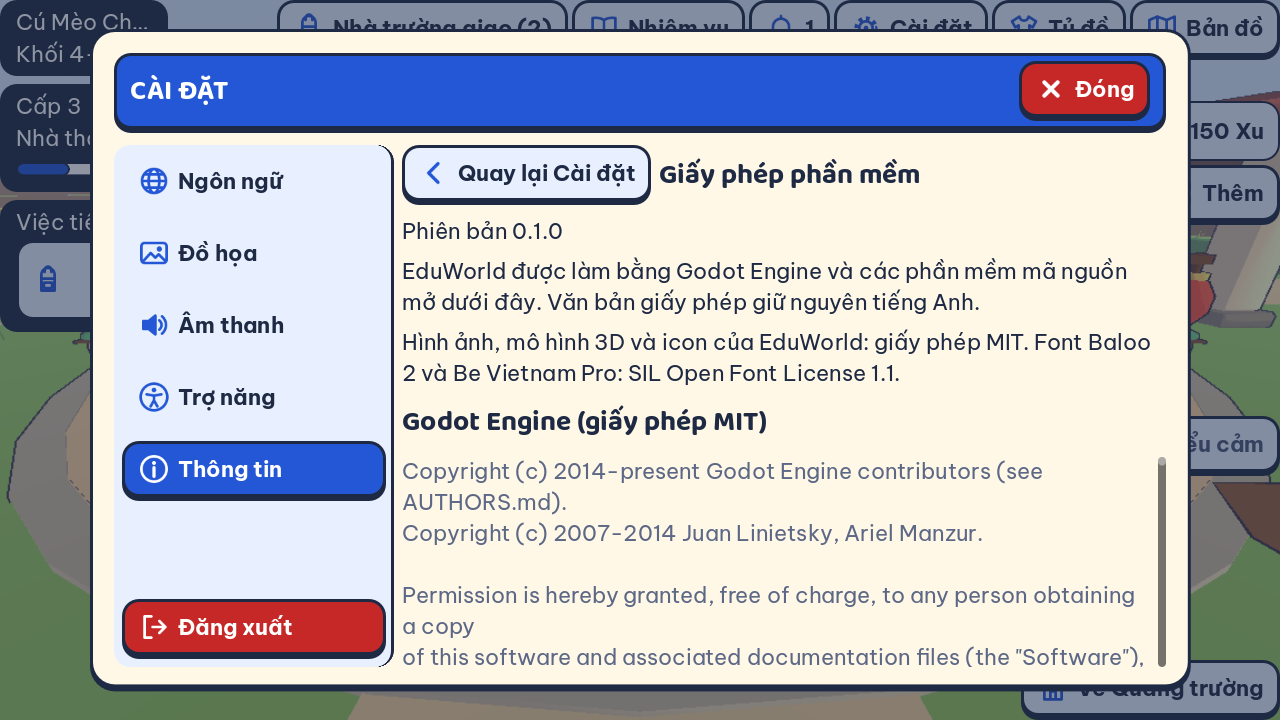 Cú Mèo Ch...
Khối 4-
Nhà trường giao (2)
Nhiệm vụ
1
Cài đặt
Tủ đồ
Bản đồ
CÀI ĐẶT
Đóng
Cấp 3
150 Xu
Thêm
Việc
Ngôn ngữ
Đồ họa
Âm thanh
Trợ năng
Thông tin
Đăng xuất
Quay lại Cài đặt
Giấy phép phần mềm
Phiên bản 0.1.0
EduWorld được làm bằng Godot Engine và các phần mềm mã nguồn
mở dưới đây. Văn bản giấy phép giữ nguyên tiếng Anh.
Hình ảnh, mô hình 3D và icon của EduWorld: giấy phép MIT. Font Baloo
2 và Be Vietnam Pro: SIL Open Font License 1.1.
Godot Engine (giấy phép MIT)
Copyright (c) 2014-present Godot Engine contributors (see
AUTHORS.md).
Copyright (c) 2007-2014 Juan Linietsky, Ariel Manzur.
Permission is hereby granted, free of charge, to any person obtaining
a copy
of this software and associated documentation files (the "Software"),
cảm
Về Quảng trường